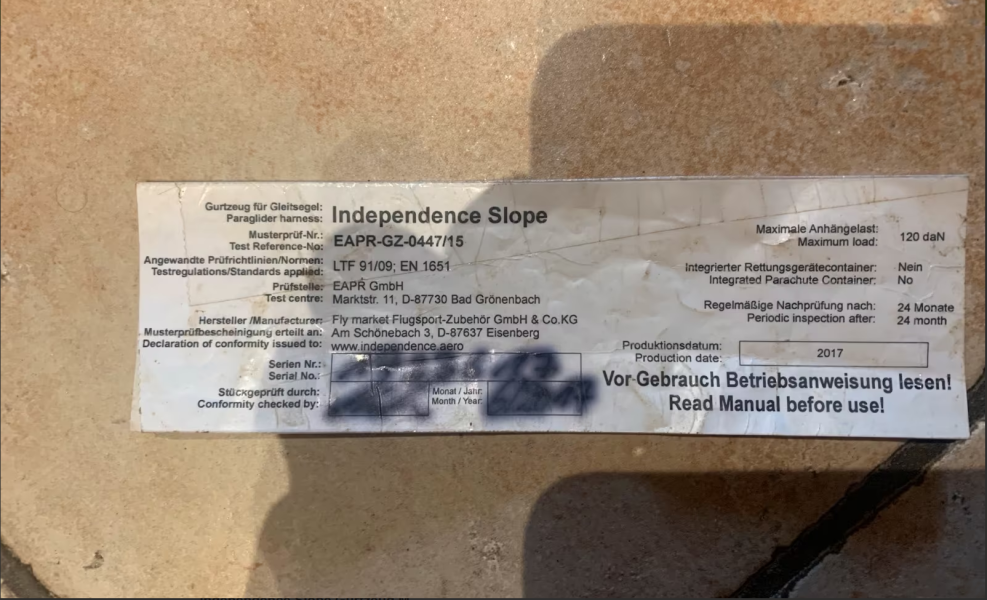 Gurtzeug für Gleitsegel:
Paraglider harness:
Independence Slope
Musterprüf-Nr.:
Test Reference-No:
EAPR-GZ-0447/15
Angewandte Prüfrichtlinien/Normen:
Testregulations/Standards applied:
LTF 91/09; EN 1651
Prüfstelle:
Test centre:
EAPR GmbH
Marktstr. 11, D-87730 Bad Grönenbach
Hersteller /Manufacturer:
Musterprüfbescheinigung erteilt an:
Declaration of conformity issued to:
Fly market Flugsport-Zubehör GmbH & Co.KG
Am Schönebach 3, D-87637 Eisenberg
www.independence.aero
Serien Nr.:
Serial No.:
Stückgeprüft durch:
Conformity checked by:
Monat / Jahr:
Month / Year:
Maximale Anhängelast:
Maximum load:
120 daN
Integrierter Rettungsgerätecontainer:
Integrated Parachute Container:
Nein
No
Regelmäßige Nachprüfung nach:
Periodic inspection after:
24 Monate
24 month
Produktionsdatum:
Production date:
2017
Vor Gebrauch Betriebsanweisung lesen!
Read Manual before use!